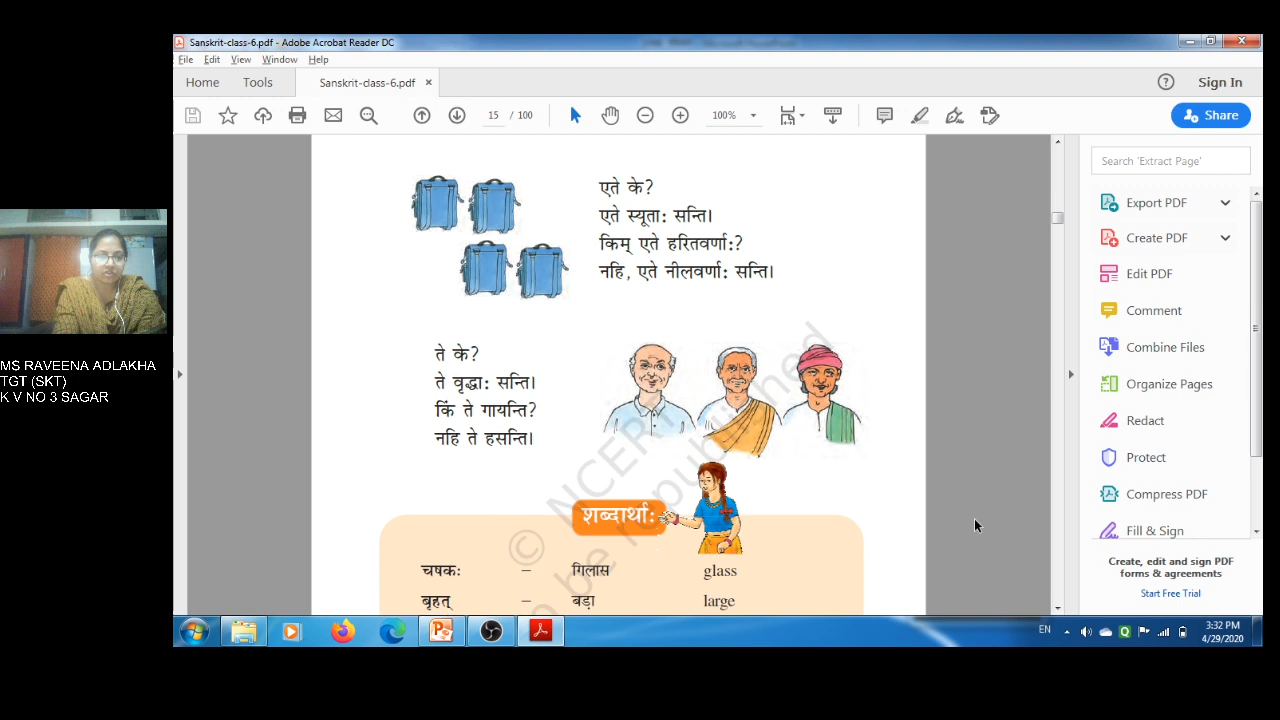 Sanskrit-class-6.pdf - Adobe Acrobat Reader DC
File Edit View Window Help
Home Tools Sanskrit-class-6.pdf × Sign In
15 / 100 100% Share
एते के?
एते स्यूताः सन्ति।
किम् एते हरितवर्णाः?
नहि, एते नीलवर्णाः सन्ति।
ते के?
ते वृद्धाः सन्ति।
किं ते गायन्ति?
नहि ते हसन्ति।
© NCERT
be republished
शब्दार्थाः
चषकः – गिलास glass
बृहत् – बड़ा large
Search 'Extract Page'
Export PDF
Create PDF
Edit PDF
Comment
Combine Files
Organize Pages
Redact
Protect
Compress PDF
Fill & Sign
Create, edit and sign PDF
forms & agreements
Start Free Trial
MS RAVEENA ADLAKHA
TGT (SKT)
K V NO 3 SAGAR
EN
3:32 PM
4/29/2020